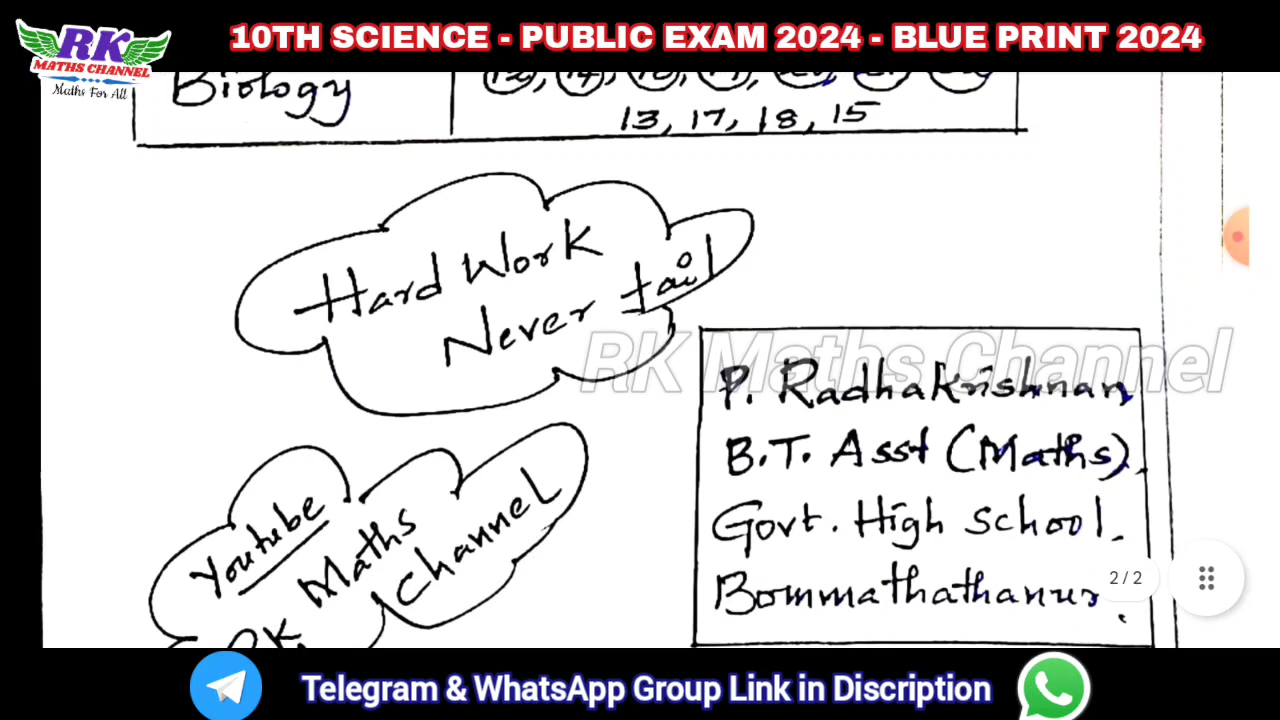 RK
MATHS CHANNEL
Maths For All
10TH SCIENCE - PUBLIC EXAM 2024 - BLUE PRINT 2024
Biology
13, 17, 18, 15
Hard Work
Never fail
RK Maths Channel
P. Radhakrishnan
B.T. Asst (Maths).
Govt. High School.
Bommathathanur.
Youtube
RK Maths
Channel
2/2
Telegram & WhatsApp Group Link in Discription